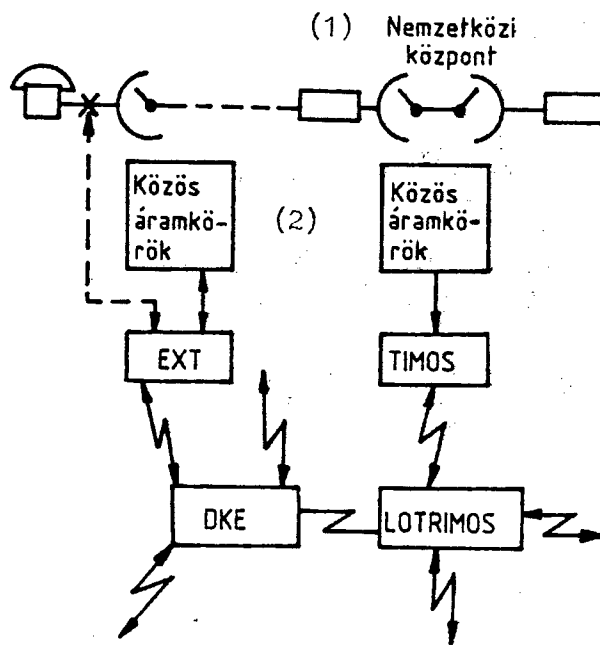 (1) Nemzetközi
központ
Közös
áramkö-
rök
(2)
Közös
áramkö-
rök
EXT
TIMOS
DKE
LOTRIMOS